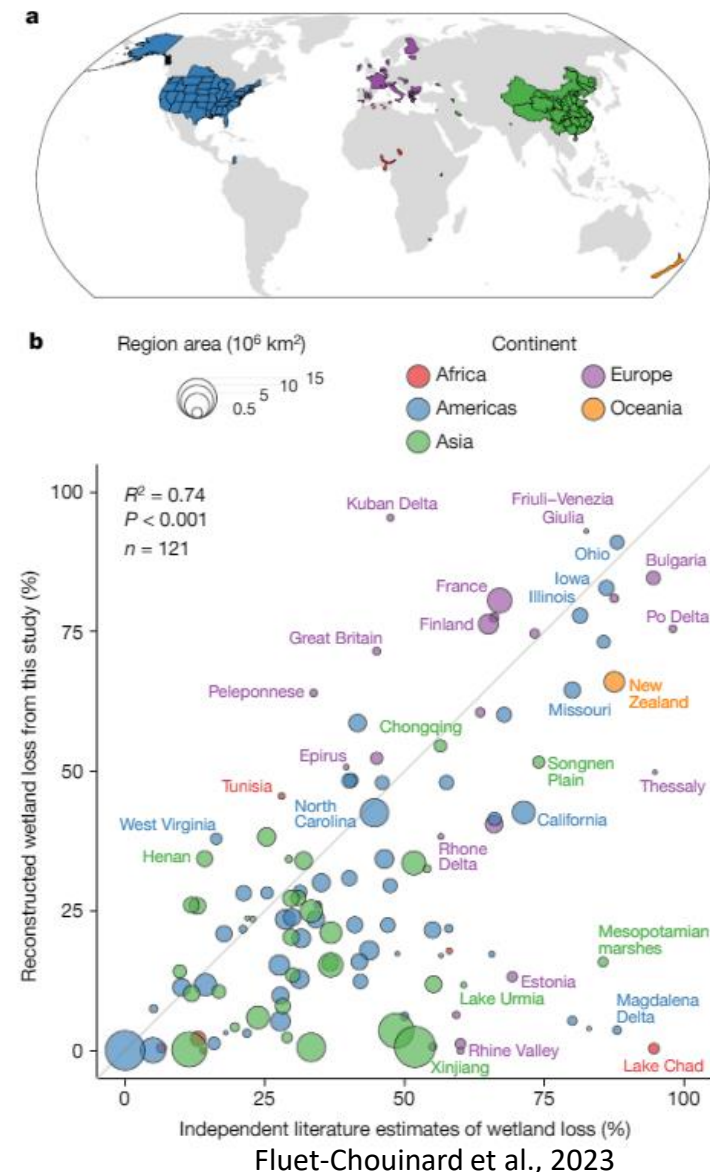 a
b
Region area (10⁶ km²)
0.5 5 10 15
Continent
Africa
Europe
Americas
Oceania
Asia
100
R² = 0.74
P < 0.001
n = 121
Kuban Delta
Friuli–Venezia
Giulia
Ohio
Bulgaria
Iowa
France
Illinois
Finland
Po Delta
75
Great Britain
Peleponnese
New
Zealand
Missouri
Chongqing
Epirus
Songnen
Plain
50
Thessaly
Tunisia
North
Carolina
California
West Virginia
Henan
Rhone
Delta
25
Mesopotamian
marshes
Estonia
Lake Urmia
Magdalena
Delta
0
Rhine Valley
Xinjiang
Lake Chad
Reconstructed wetland loss from this study (%)
0 25 50 75 100
Independent literature estimates of wetland loss (%)
Fluet-Chouinard et al., 2023